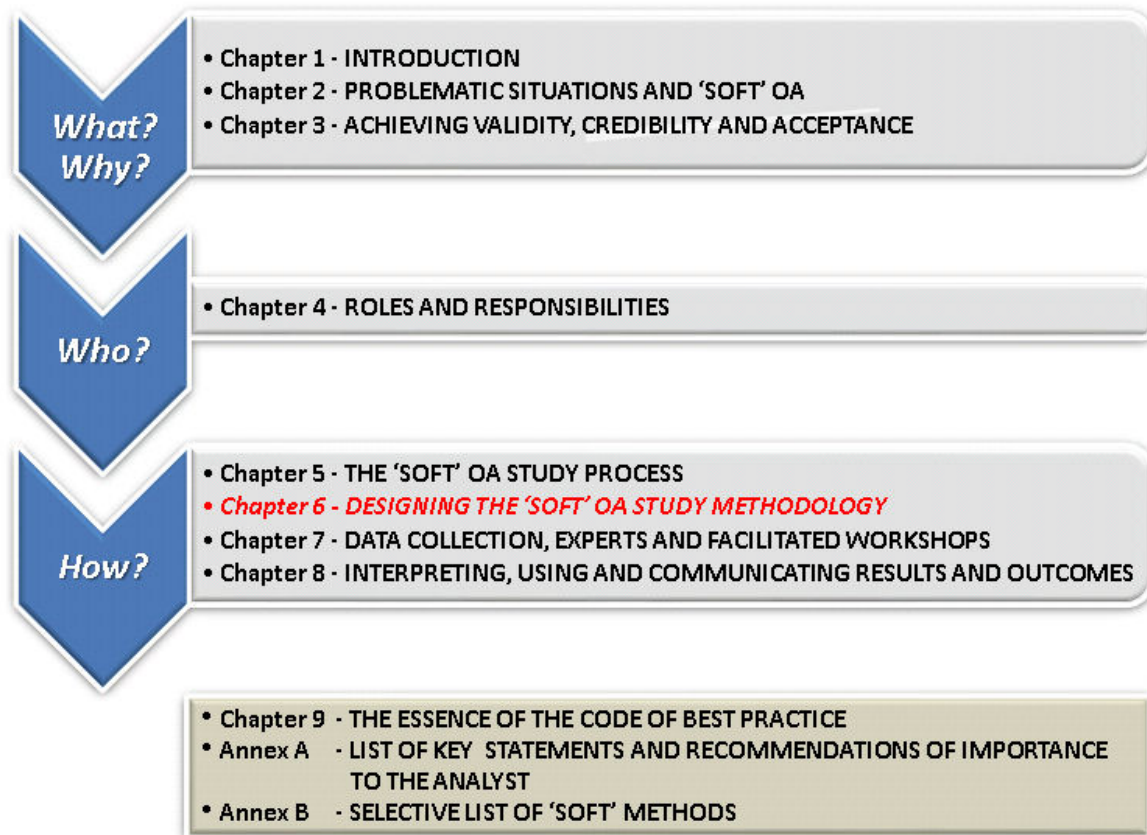 What?
Why?
• Chapter 1 - INTRODUCTION
• Chapter 2 - PROBLEMATIC SITUATIONS AND ‘SOFT’ OA
• Chapter 3 - ACHIEVING VALIDITY, CREDIBILITY AND ACCEPTANCE
Who?
• Chapter 4 - ROLES AND RESPONSIBILITIES
How?
• Chapter 5 - THE ‘SOFT’ OA STUDY PROCESS
• Chapter 6 - DESIGNING THE ‘SOFT’ OA STUDY METHODOLOGY
• Chapter 7 - DATA COLLECTION, EXPERTS AND FACILITATED WORKSHOPS
• Chapter 8 - INTERPRETING, USING AND COMMUNICATING RESULTS AND OUTCOMES
• Chapter 9 - THE ESSENCE OF THE CODE OF BEST PRACTICE
• Annex A - LIST OF KEY STATEMENTS AND RECOMMENDATIONS OF IMPORTANCE
TO THE ANALYST
• Annex B - SELECTIVE LIST OF ‘SOFT’ METHODS